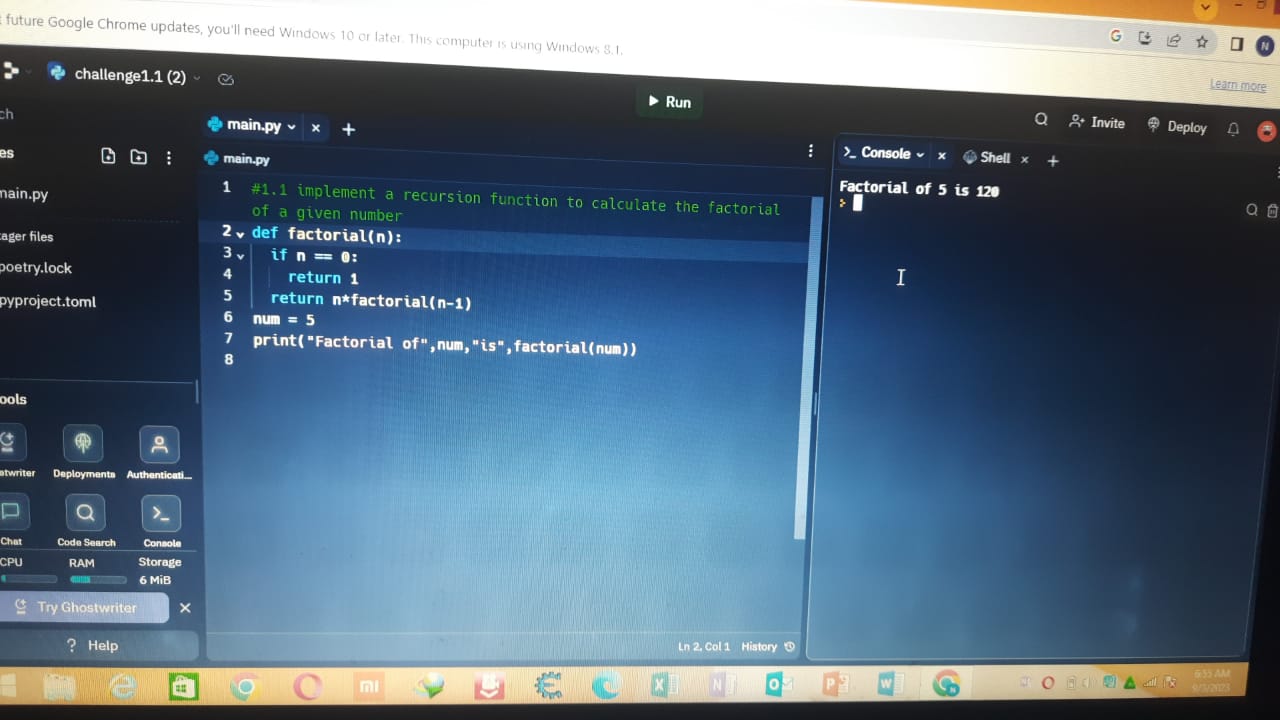 future Google Chrome updates, you'll need Windows 10 or later. This computer is using Windows 8.1.
Learn more
challenge1.1 (2)
Run
Invite
Deploy
main.py
main.py
1 #1.1 implement a recursion function to calculate the factorial
of a given number
2 def factorial(n):
3 if n == 0:
4 return 1
5 return n*factorial(n-1)
6 num = 5
7 print("Factorial of",num,"is",factorial(num))
8
Ln 2, Col 1 History
Console
Shell
Factorial of 5 is 120
ch
es
main.py
ager files
poetry.lock
pyproject.toml
ools
stwriter Deployments Authenticati...
Chat Code Search Console
CPU RAM Storage
6 MiB
Try Ghostwriter
? Help
6:55 AM
9/3/2023